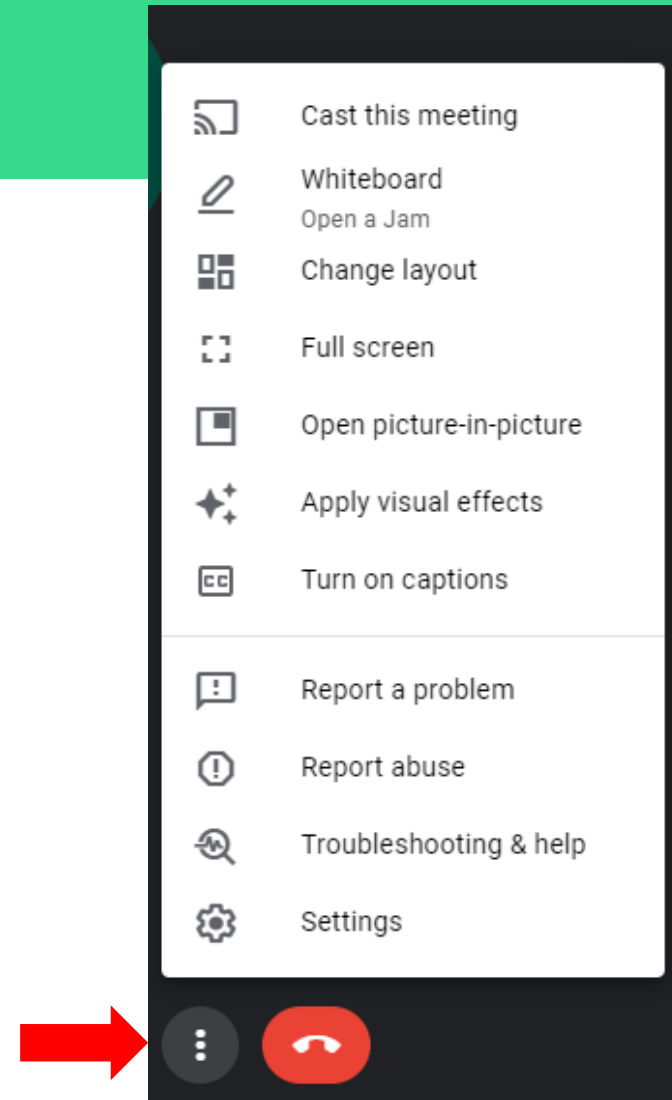 Cast this meeting
Whiteboard
Open a Jam
Change layout
Full screen
Open picture-in-picture
Apply visual effects
CC
Turn on captions
Report a problem
Report abuse
Troubleshooting & help
Settings